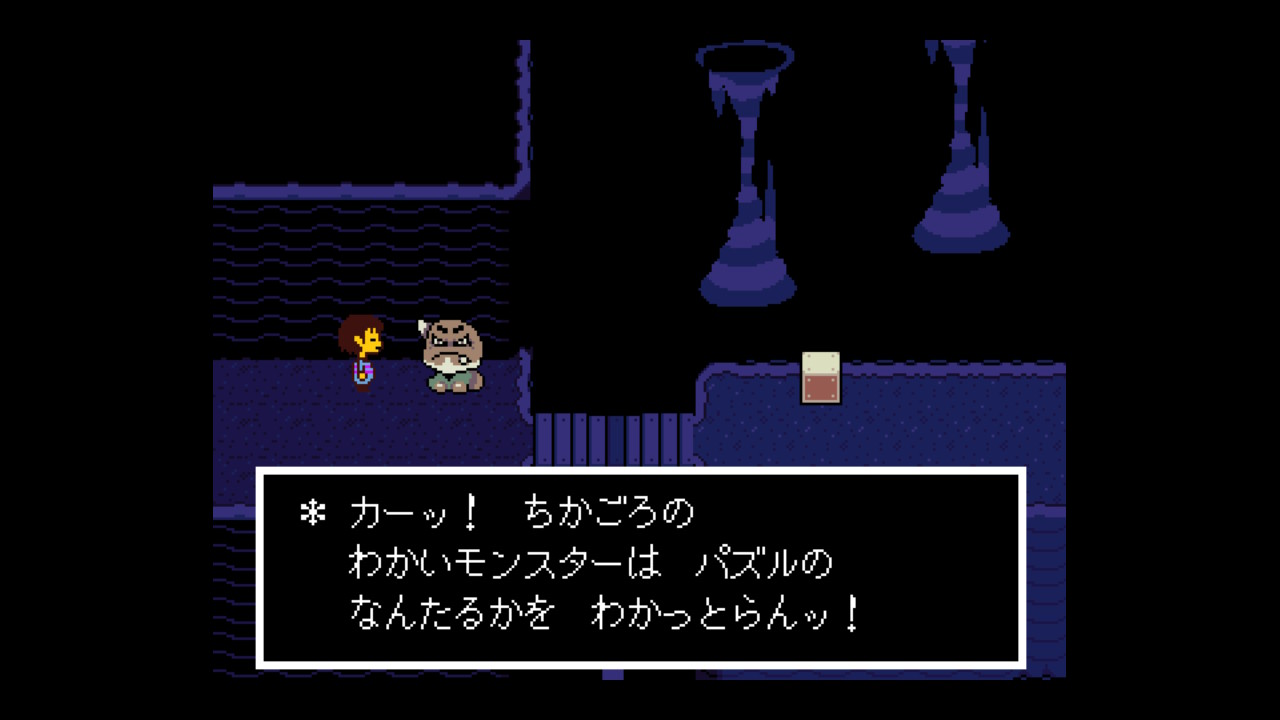 ＊ カーッ！　ちかごろの
わかいモンスターは　パズルの
なんたるかを　わかっとらんッ！